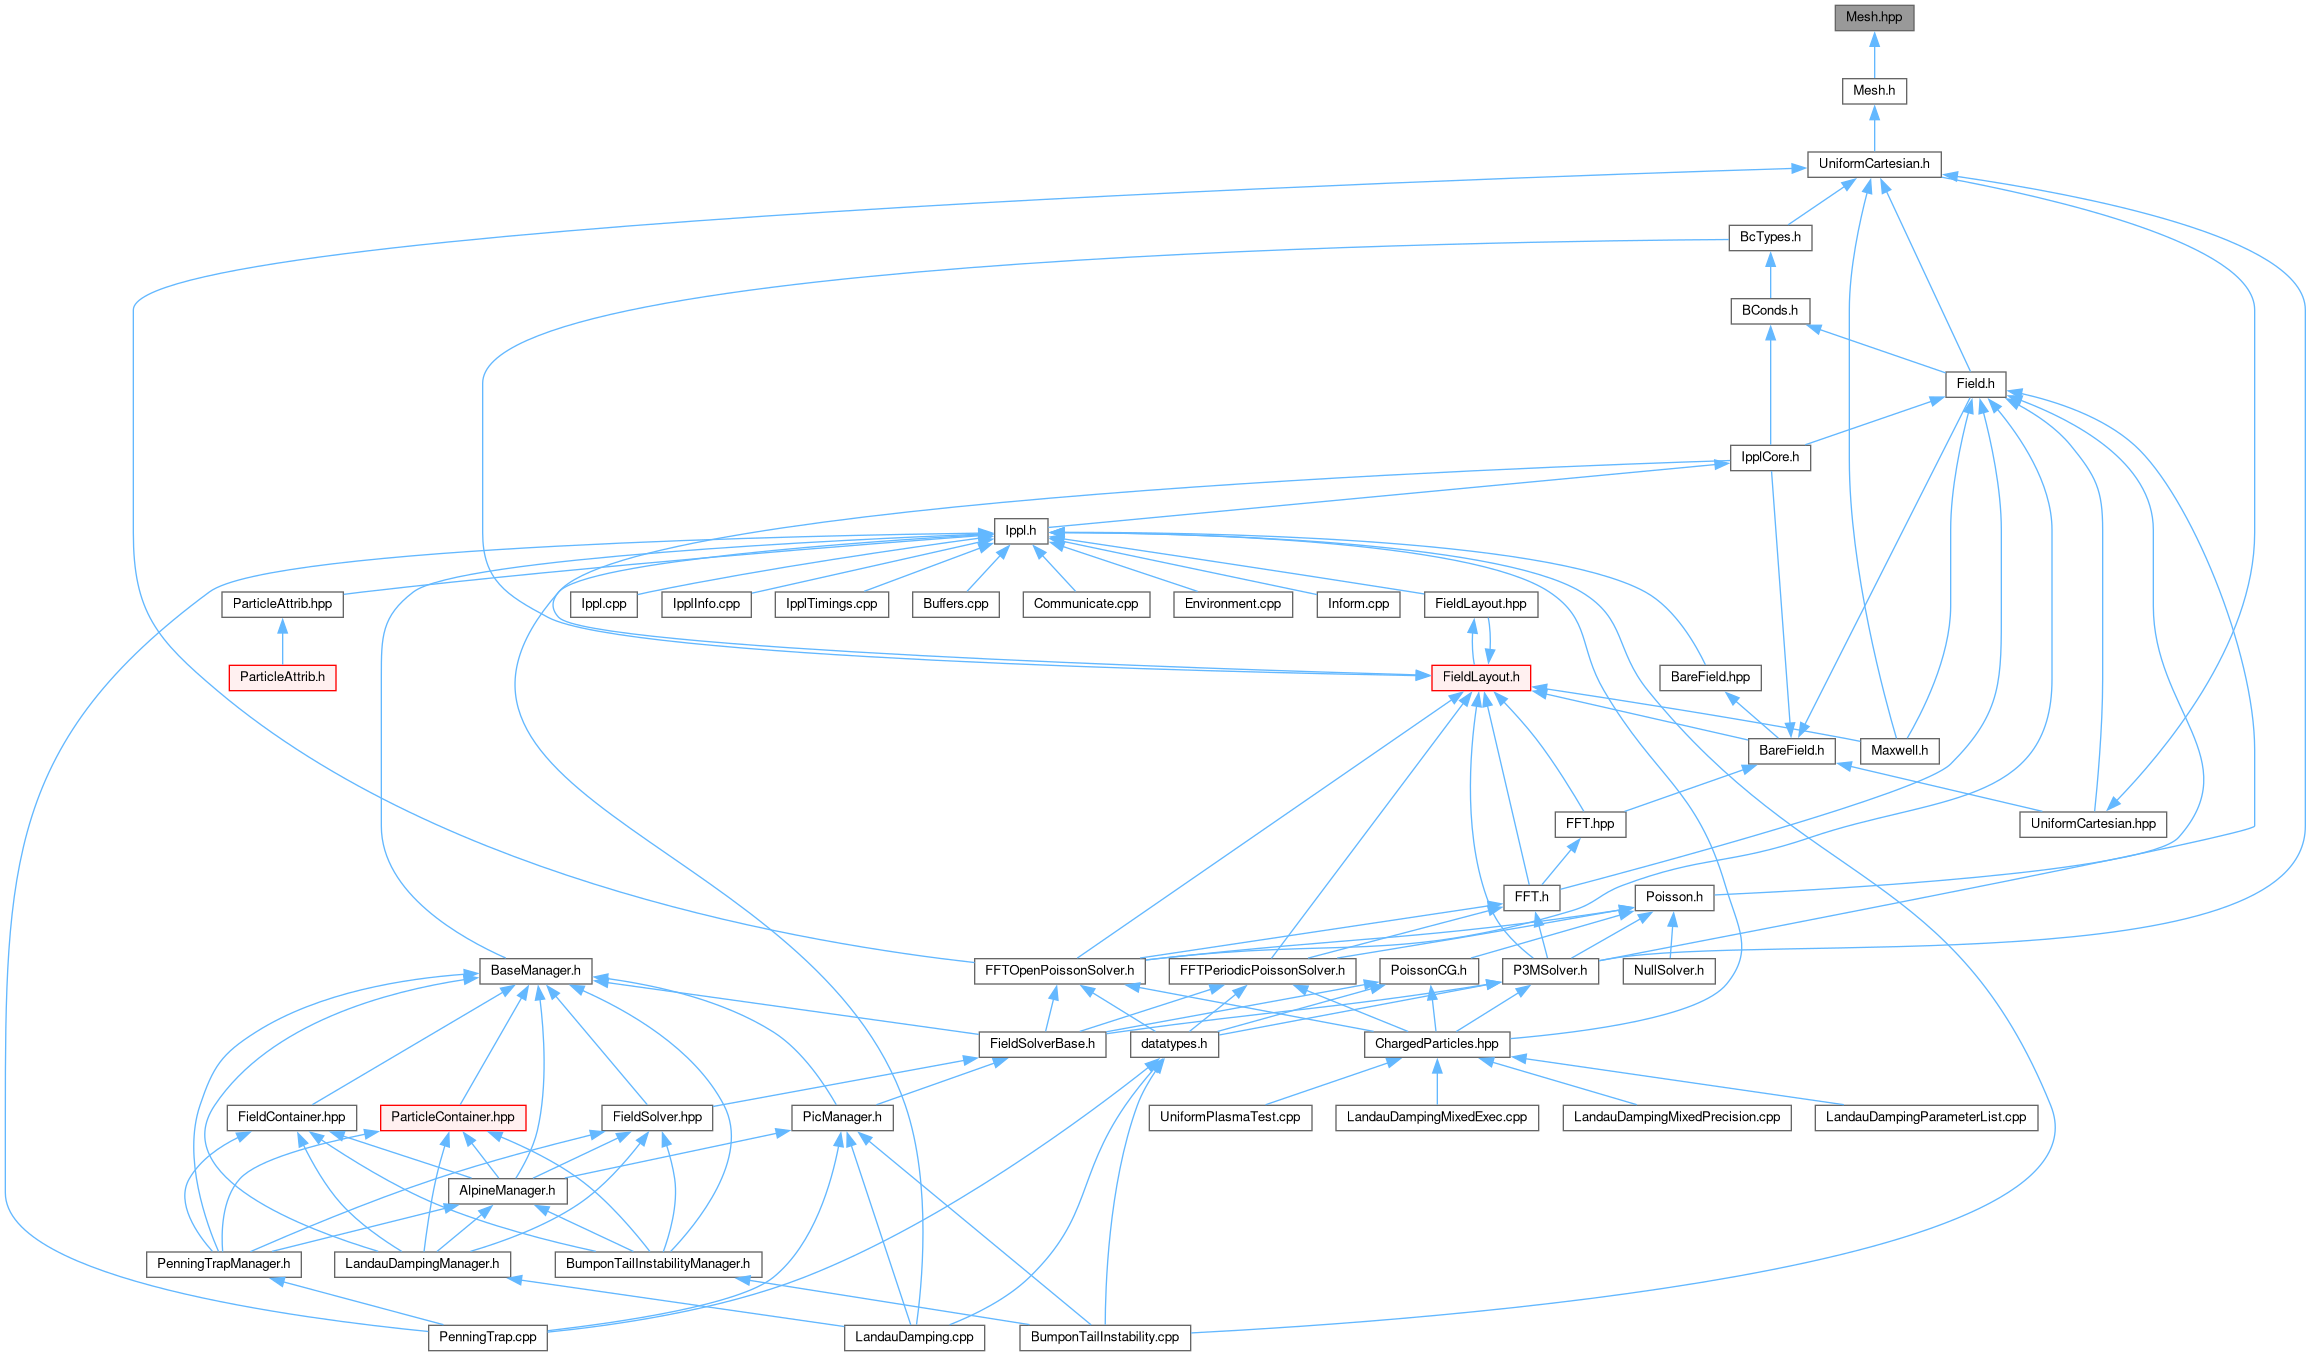 Mesh.hpp
Mesh.h
UniformCartesian.h
BcTypes.h
BConds.h
Field.h
IpplCore.h
Ippl.h
ParticleAttrib.hpp
Ippl.cpp
IpplInfo.cpp
IpplTimings.cpp
Buffers.cpp
Communicate.cpp
Environment.cpp
Inform.cpp
FieldLayout.hpp
ParticleAttrib.h
FieldLayout.h
BareField.hpp
BareField.h
Maxwell.h
FFT.hpp
UniformCartesian.hpp
FFT.h
Poisson.h
BaseManager.h
FFTOpenPoissonSolver.h
FFTPeriodicPoissonSolver.h
PoissonCG.h
P3MSolver.h
NullSolver.h
FieldSolverBase.h
datatypes.h
ChargedParticles.hpp
FieldContainer.hpp
ParticleContainer.hpp
FieldSolver.hpp
PicManager.h
UniformPlasmaTest.cpp
LandauDampingMixedExec.cpp
LandauDampingMixedPrecision.cpp
LandauDampingParameterList.cpp
AlpineManager.h
PenningTrapManager.h
LandauDampingManager.h
BumponTailInstabilityManager.h
PenningTrap.cpp
LandauDamping.cpp
BumponTailInstability.cpp